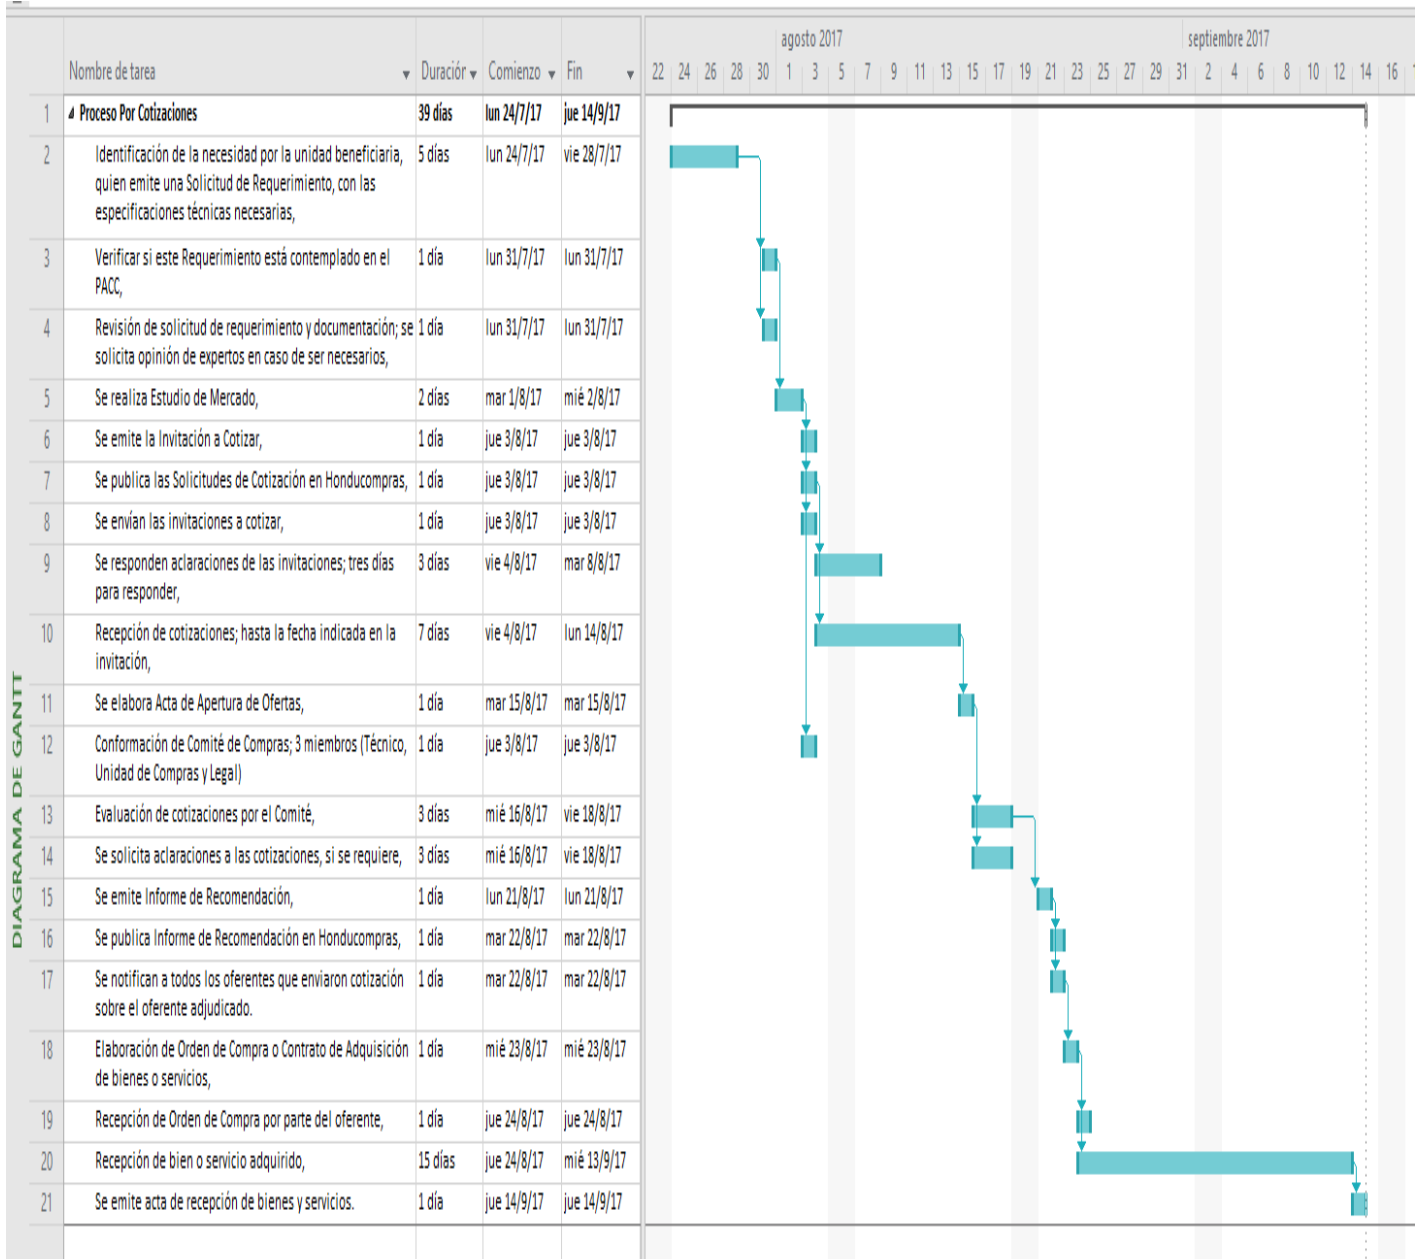 agosto 2017 septiembre 2017
Nombre de tarea Duración Comienzo Fin 22 24 26 28 30 1 3 5 7 9 11 13 15 17 19 21 23 25 27 29 31 2 4 6 8 10 12 14 16
1 Proceso Por Cotizaciones 39 días lun 24/7/17 jue 14/9/17
2 Identificación de la necesidad por la unidad beneficiaria, 5 días lun 24/7/17 vie 28/7/17
quien emite una Solicitud de Requerimiento, con las
especificaciones técnicas necesarias,
3 Verificar si este Requerimiento está contemplado en el 1 día lun 31/7/17 lun 31/7/17
PACC,
4 Revisión de solicitud de requerimiento y documentación; se 1 día lun 31/7/17 lun 31/7/17
solicita opinión de expertos en caso de ser necesarios,
5 Se realiza Estudio de Mercado, 2 días mar 1/8/17 mié 2/8/17
6 Se emite la Invitación a Cotizar, 1 día jue 3/8/17 jue 3/8/17
7 Se publica las Solicitudes de Cotización en Honducompras, 1 día jue 3/8/17 jue 3/8/17
8 Se envían las invitaciones a cotizar, 1 día jue 3/8/17 jue 3/8/17
9 Se responden aclaraciones de las invitaciones; tres días 3 días vie 4/8/17 mar 8/8/17
para responder,
10 Recepción de cotizaciones; hasta la fecha indicada en la 7 días vie 4/8/17 lun 14/8/17
invitación,
11 Se elabora Acta de Apertura de Ofertas, 1 día mar 15/8/17 mar 15/8/17
12 Conformación de Comité de Compras; 3 miembros (Técnico, 1 día jue 3/8/17 jue 3/8/17
Unidad de Compras y Legal)
13 Evaluación de cotizaciones por el Comité, 3 días mié 16/8/17 vie 18/8/17
14 Se solicita aclaraciones a las cotizaciones, si se requiere, 3 días mié 16/8/17 vie 18/8/17
15 Se emite Informe de Recomendación, 1 día lun 21/8/17 lun 21/8/17
16 Se publica Informe de Recomendación en Honducompras, 1 día mar 22/8/17 mar 22/8/17
17 Se notifican a todos los oferentes que enviaron cotización 1 día mar 22/8/17 mar 22/8/17
sobre el oferente adjudicado.
18 Elaboración de Orden de Compra o Contrato de Adquisición 1 día mié 23/8/17 mié 23/8/17
de bienes o servicios,
19 Recepción de Orden de Compra por parte del oferente, 1 día jue 24/8/17 jue 24/8/17
20 Recepción de bien o servicio adquirido, 15 días jue 24/8/17 mié 13/9/17
21 Se emite acta de recepción de bienes y servicios. 1 día jue 14/9/17 jue 14/9/17
DIAGRAMA DE GANTT